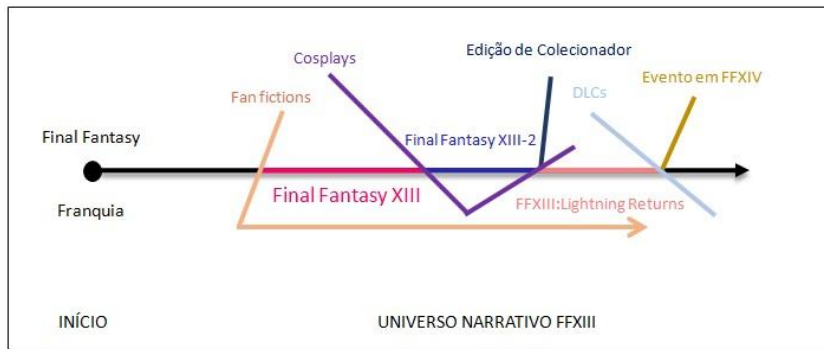 Edição de Colecionador
Cosplays
Evento em FFXIV
Fan fictions
DLCs
Final Fantasy
Final Fantasy XIII-2
Final Fantasy XIII
FFXIII:Lightning Returns
Franquia
INÍCIO
UNIVERSO NARRATIVO FFXIII